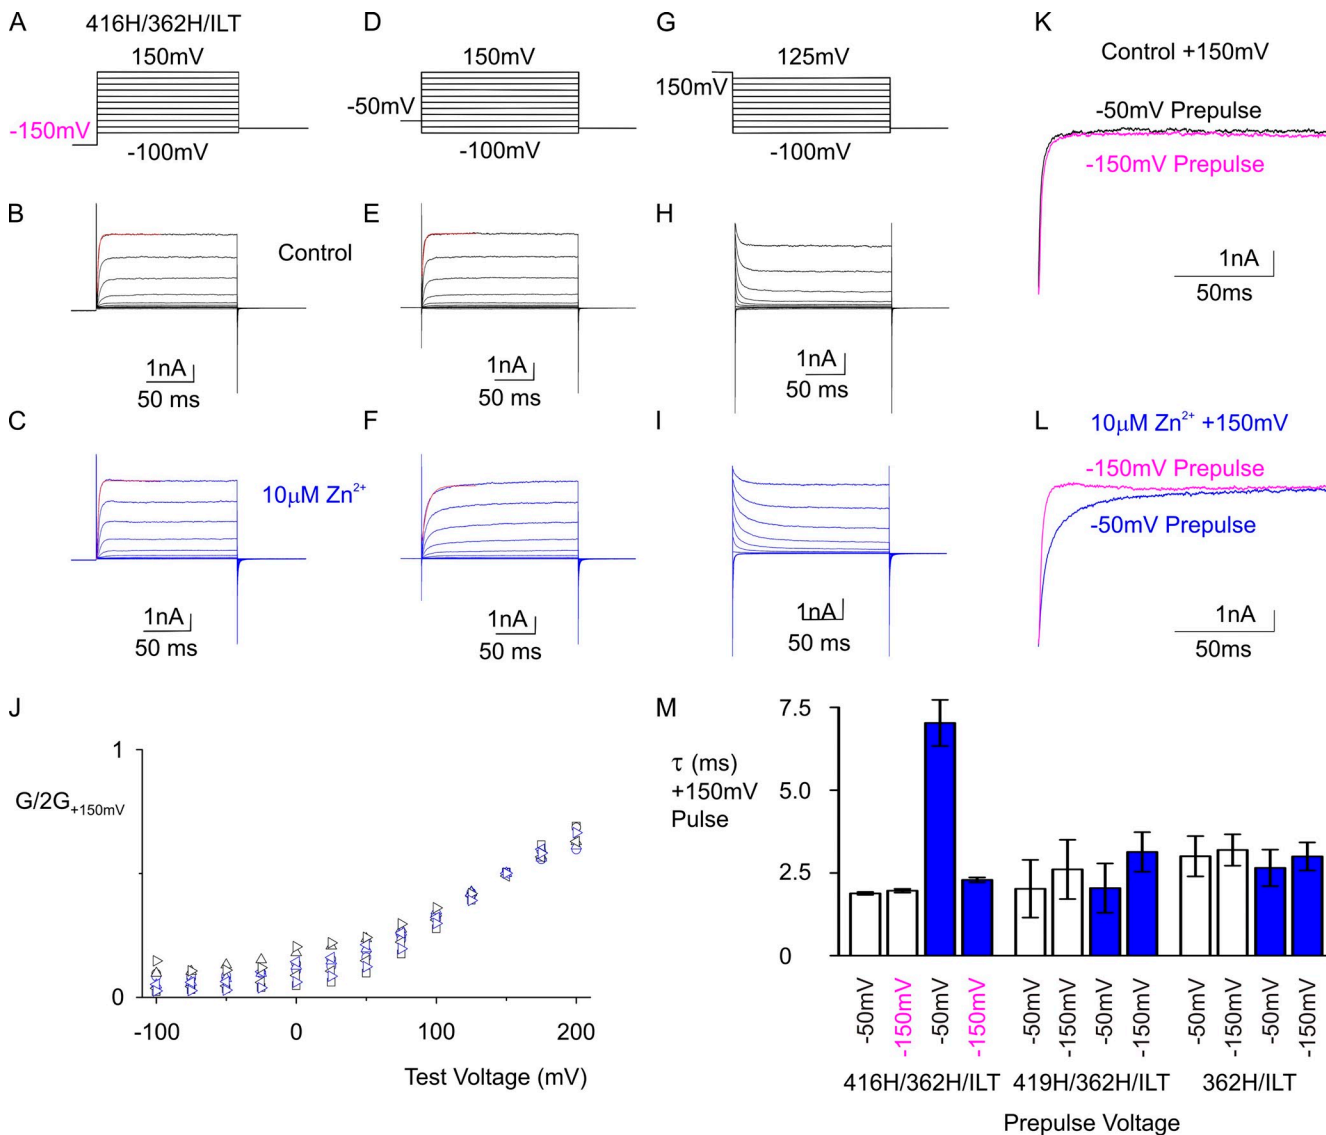 A
416H/362H/ILT
150mV
-150mV
-100mV
D
150mV
-50mV
-100mV
G
125mV
150mV
-100mV
K
Control +150mV
-50mV Prepulse
-150mV Prepulse
1nA
50ms
B
Control
1nA
50 ms
E
1nA
50 ms
H
1nA
50 ms
C
10μM Zn²⁺
1nA
50 ms
F
1nA
50 ms
I
1nA
50 ms
L
10μM Zn²⁺ +150mV
-150mV Prepulse
-50mV Prepulse
1nA
50ms
J
1
G/2G+150mV
0
-100
0
100
200
Test Voltage (mV)
M
τ (ms)
+150mV
Pulse
7.5
5.0
2.5
0
-50mV
-150mV
-50mV
-150mV
-50mV
-150mV
-50mV
-150mV
-50mV
-150mV
-50mV
-150mV
416H/362H/ILT
419H/362H/ILT
362H/ILT
Prepulse Voltage